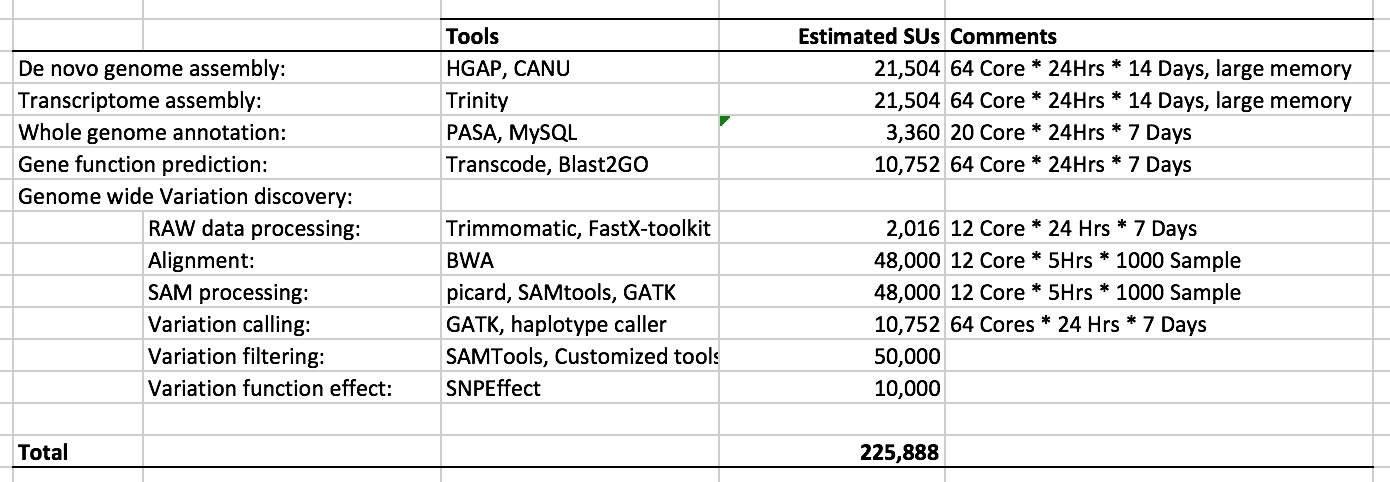 Tools Estimated SUs Comments
De novo genome assembly: HGAP, CANU 21,504 64 Core * 24Hrs * 14 Days, large memory
Transcriptome assembly: Trinity 21,504 64 Core * 24Hrs * 14 Days, large memory
Whole genome annotation: PASA, MySQL 3,360 20 Core * 24Hrs * 7 Days
Gene function prediction: Transcode, Blast2GO 10,752 64 Core * 24Hrs * 7 Days
Genome wide Variation discovery:
RAW data processing: Trimmomatic, FastX-toolkit 2,016 12 Core * 24 Hrs * 7 Days
Alignment: BWA 48,000 12 Core * 5Hrs * 1000 Sample
SAM processing: picard, SAMtools, GATK 48,000 12 Core * 5Hrs * 1000 Sample
Variation calling: GATK, haplotype caller 10,752 64 Cores * 24 Hrs * 7 Days
Variation filtering: SAMTools, Customized tools 50,000
Variation function effect: SNPEffect 10,000
Total 225,888